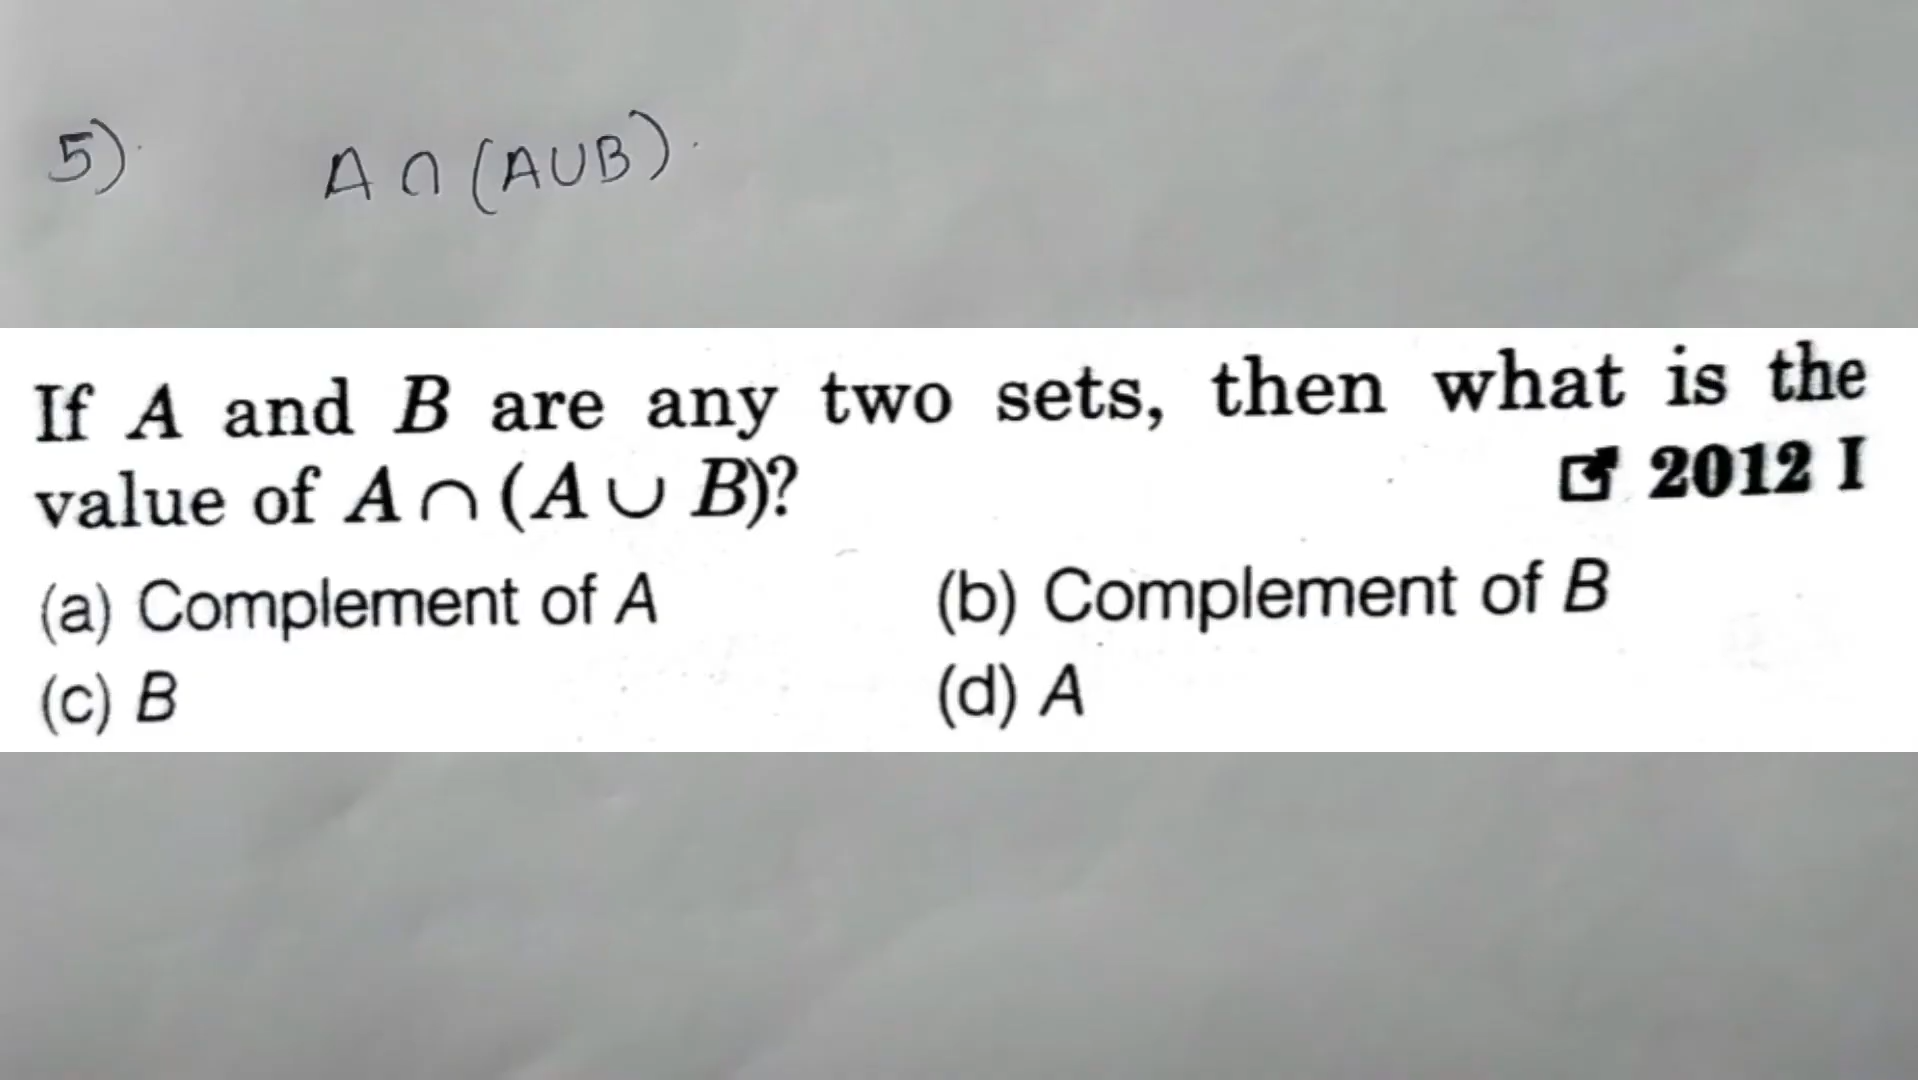 5) A ∩ (A∪B).
If A and B are any two sets, then what is the
value of A ∩ (A ∪ B)? 2012 I
(a) Complement of A (b) Complement of B
(c) B (d) A